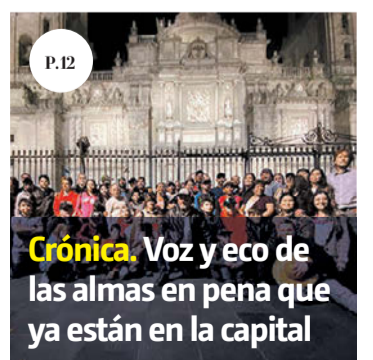 P.12
Crónica. Voz y eco de
las almas en pena que
ya están en la capital